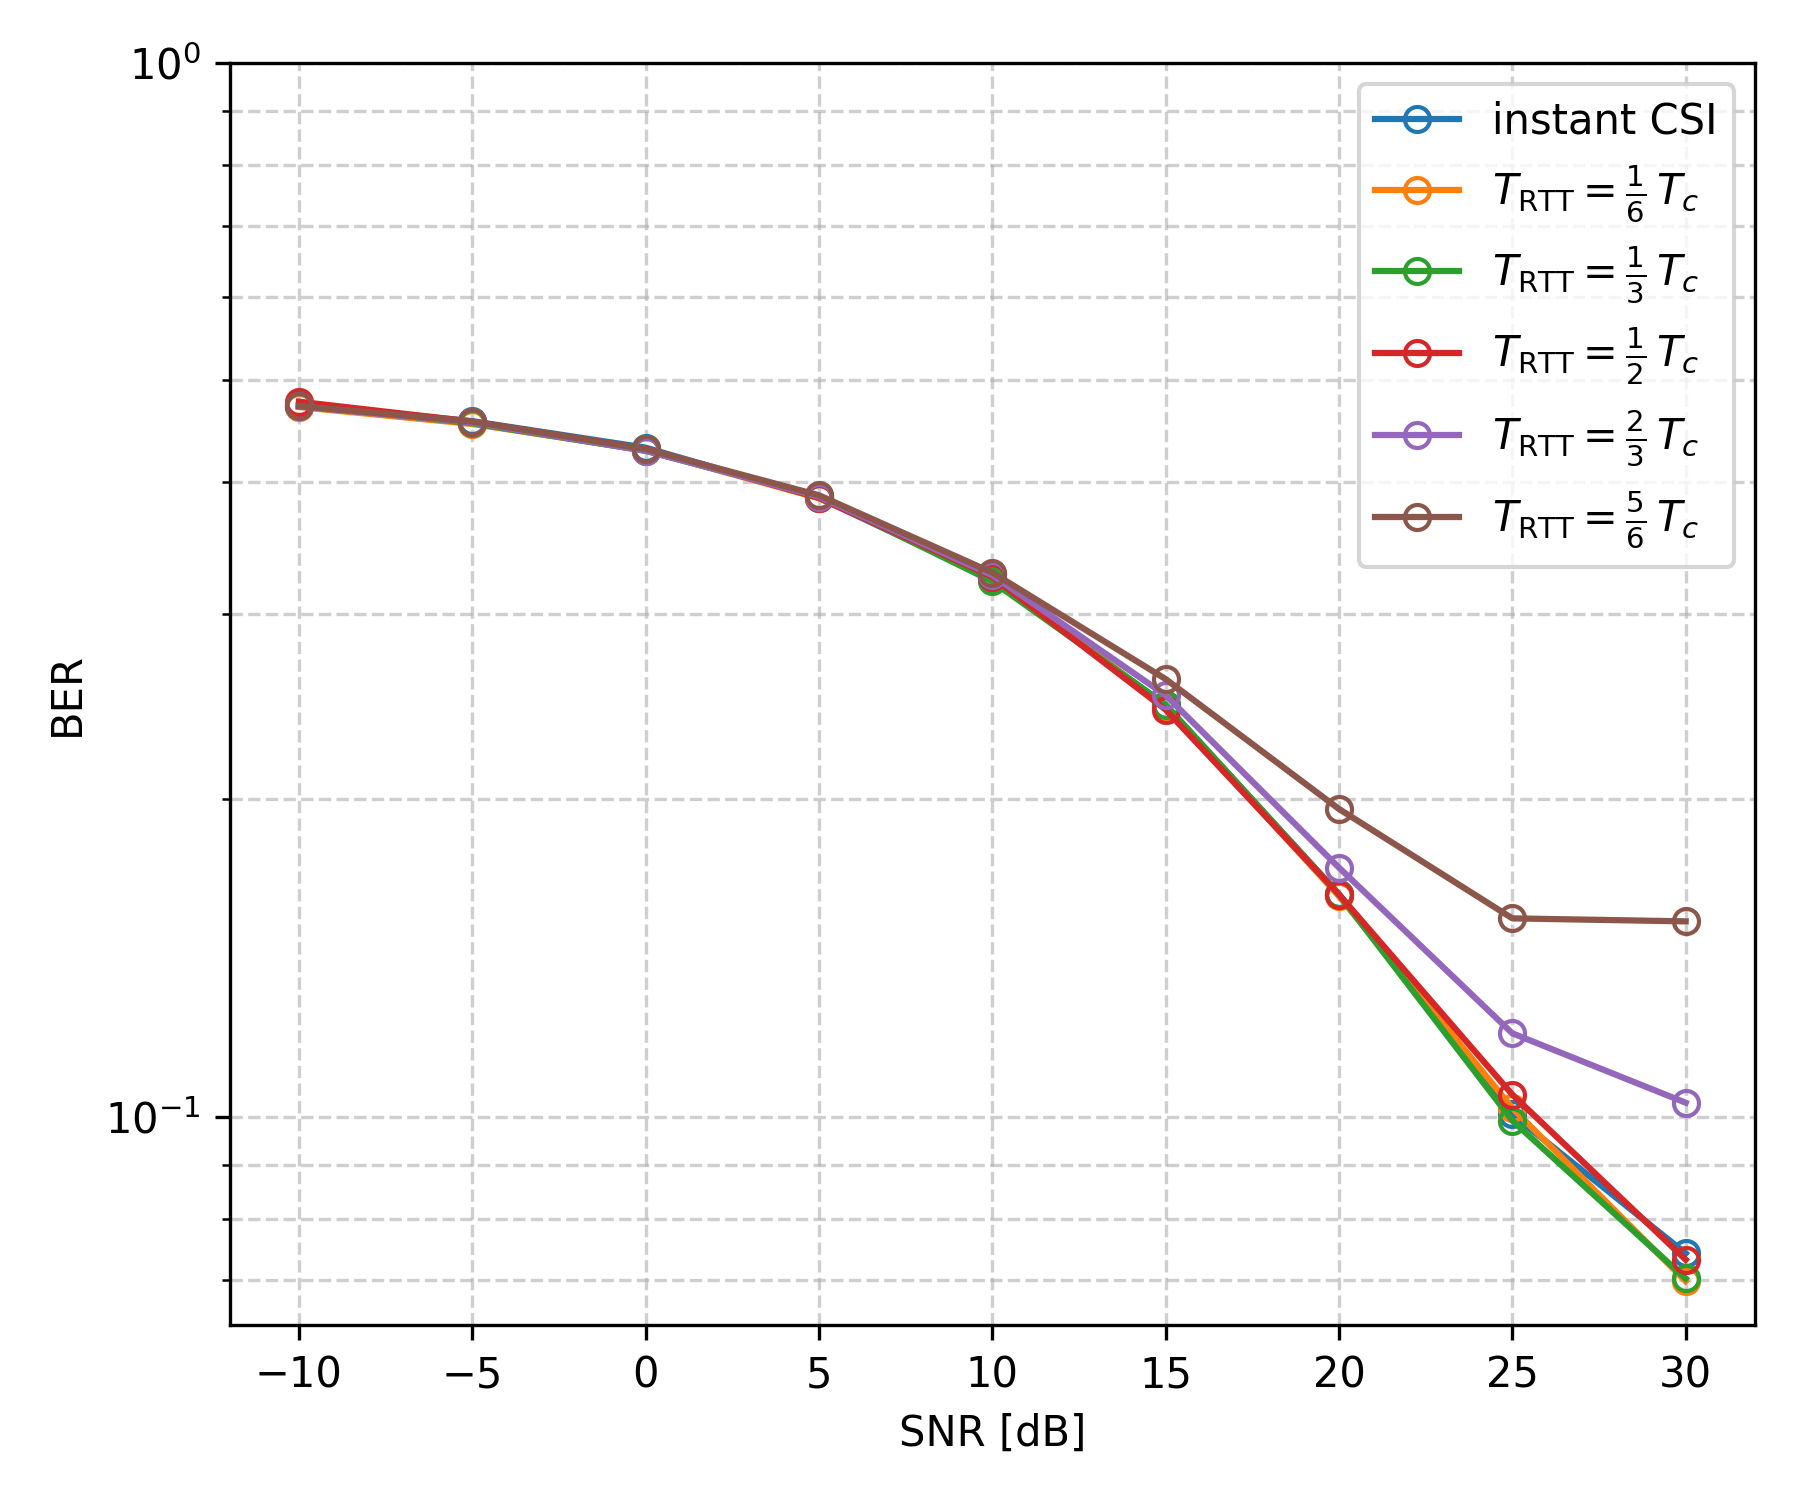 10⁰
10⁻¹
BER
instant CSI
T_RTT = 1/6 T_c
T_RTT = 1/3 T_c
T_RTT = 1/2 T_c
T_RTT = 2/3 T_c
T_RTT = 5/6 T_c
−10 −5 0 5 10 15 20 25 30
SNR [dB]